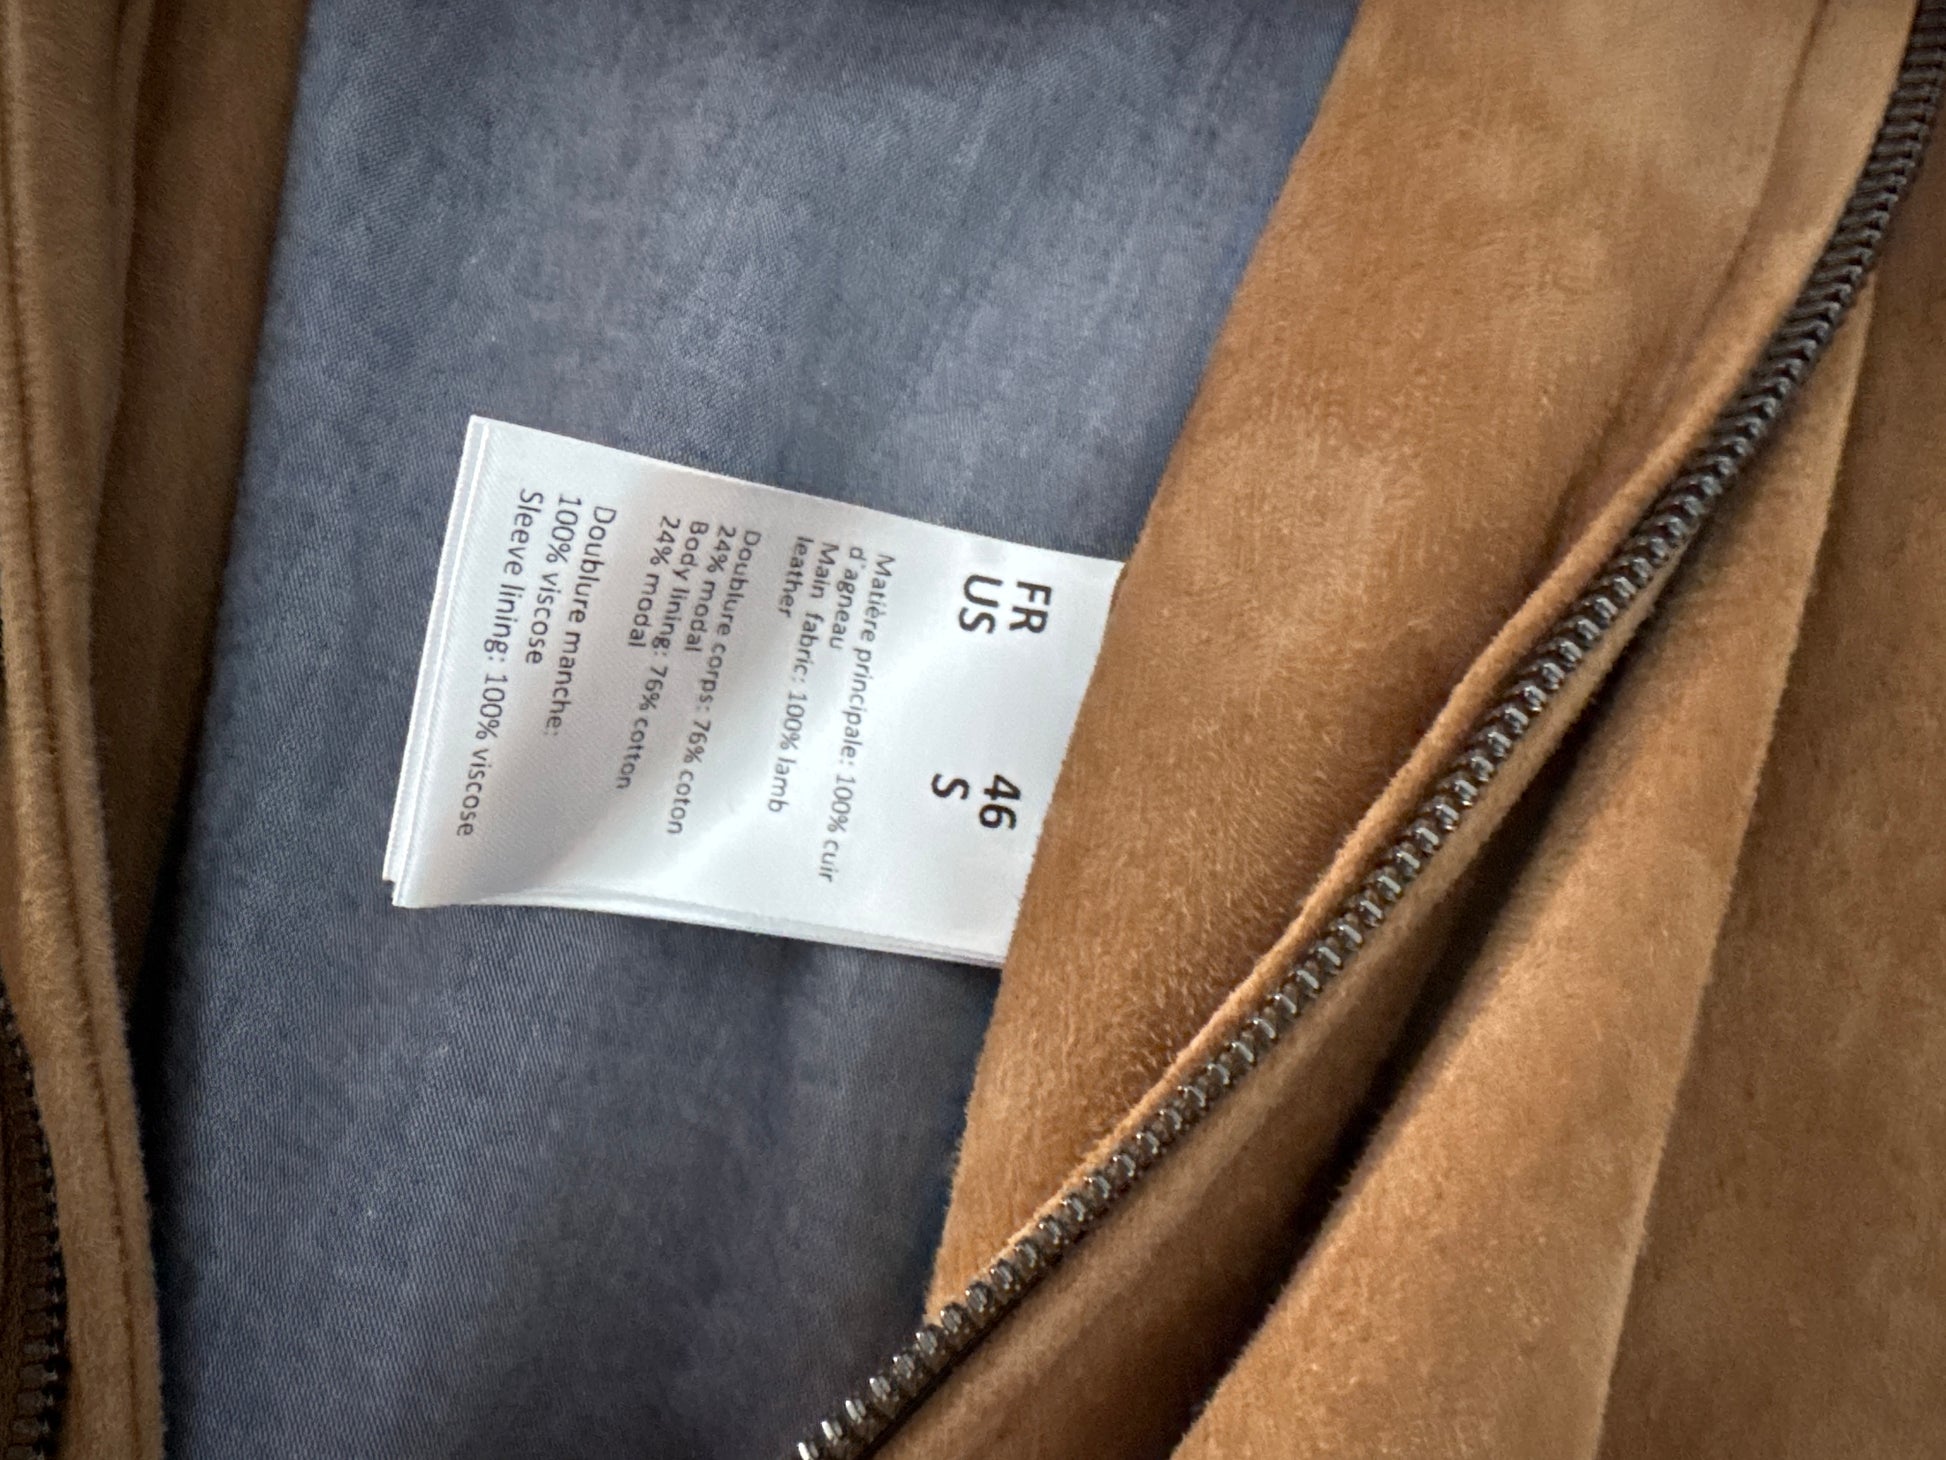 FR 46
US S
Matière principale: 100% cuir
d'agneau
Main fabric: 100% lamb
leather
Doublure corps: 76% coton
24% modal
Body lining: 76% cotton
24% modal
Doublure manche:
100% viscose
Sleeve lining: 100% viscose